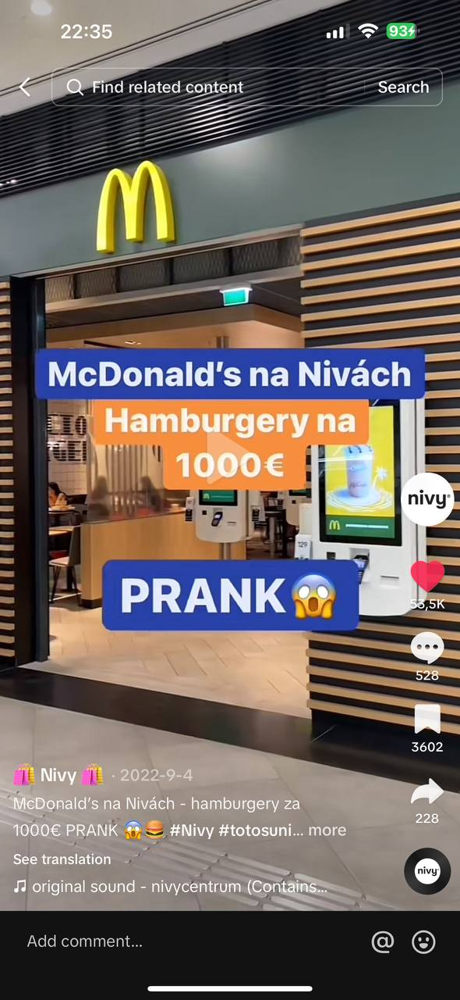 22:35
93
Find related content
Search
McDonald's na Nivách
Hamburgery na
1000€
129
PRANK😱
nivy
53,5K
528
3602
228
🛍️ Nivy 🛍️ · 2022-9-4
McDonald's na Nivách - hamburgery za
1000€ PRANK 😱🍔 #Nivy #totosuni... more
See translation
original sound - nivycentrum (Contains...
nivy
Add comment...
@